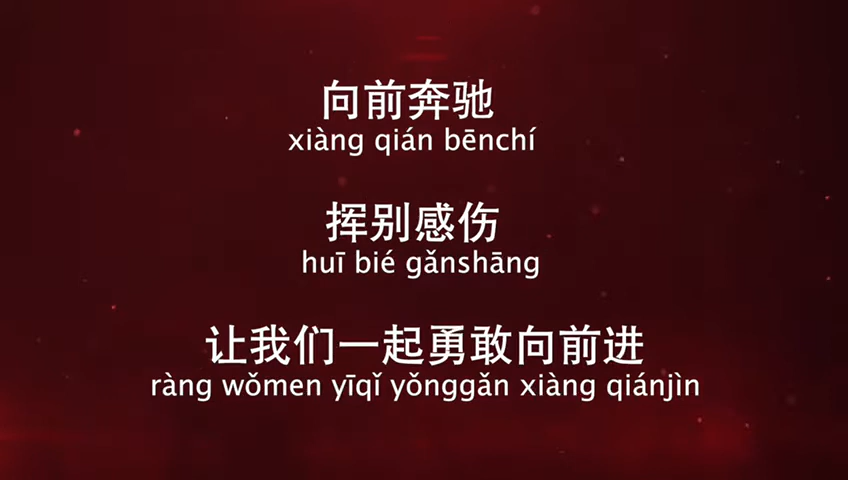 向前奔驰
xiàng qián bēnchí
挥别感伤
huī bié gǎnshāng
让我们一起勇敢向前进
ràng wǒmen yīqǐ yǒnggǎn xiàng qiánjìn